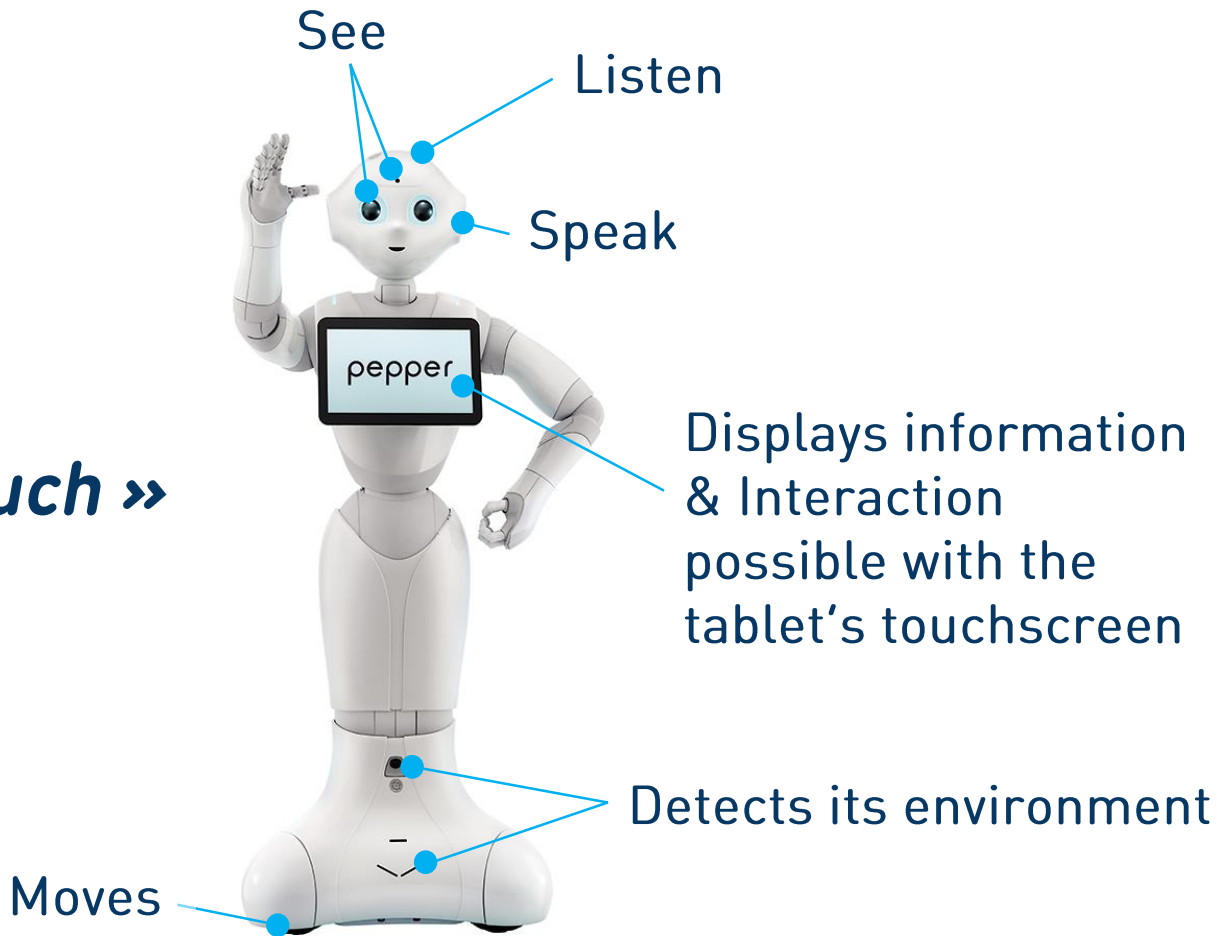 See
Listen
Speak
pepper
Displays information
& Interaction
possible with the
tablet's touchscreen
uch »
Detects its environment
Moves